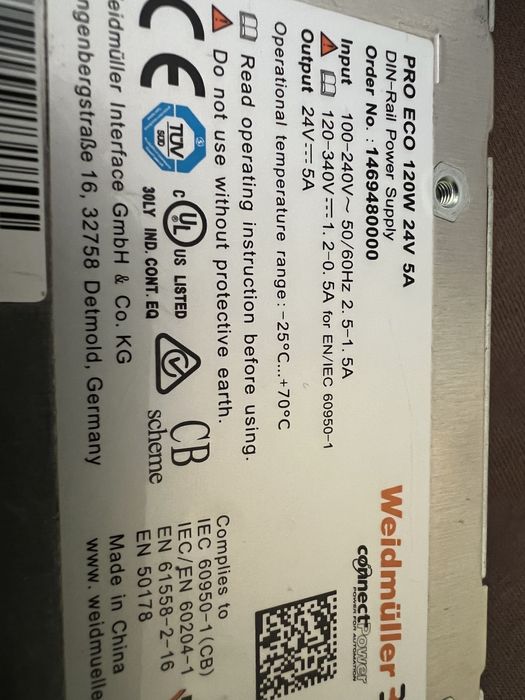 PRO ECO 120W 24V 5A
DIN-Rail Power Supply
Order No.: 1469480000
Input 100-240V~ 50/60Hz 2.5-1.5A
120-340V⎓1.2-0.5A for EN/IEC 60950-1
Output 24V⎓5A
Operational temperature range:-25°C...+70°C
Read operating instruction before using.
Do not use without protective earth.
CE
TÜV
SÜD
C UL US LISTED
30LY IND. CONT. EQ
CB
scheme
eidmüller Interface GmbH & Co. KG
ngenbergstraße 16, 32758 Detmold, Germany
Weidmüller
connectPower
POWER FOR AUTOMATION
Complies to
IEC 60950-1(CB)
IEC/EN 60204-1
EN 61558-2-16
EN 50178
Made in China
www.weidmuelle